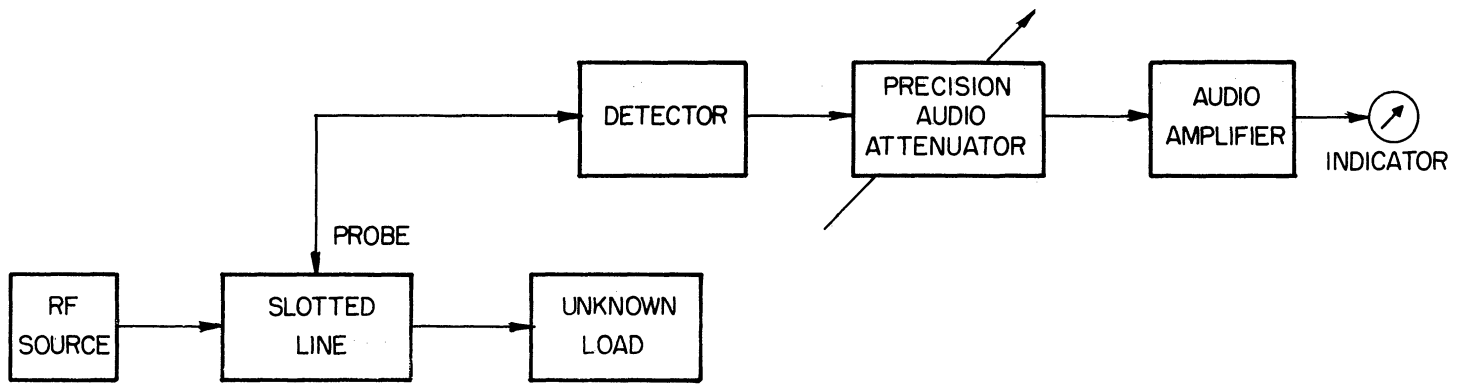 DETECTOR
PRECISION
AUDIO
ATTENUATOR
AUDIO
AMPLIFIER
INDICATOR
PROBE
RF
SOURCE
SLOTTED
LINE
UNKNOWN
LOAD